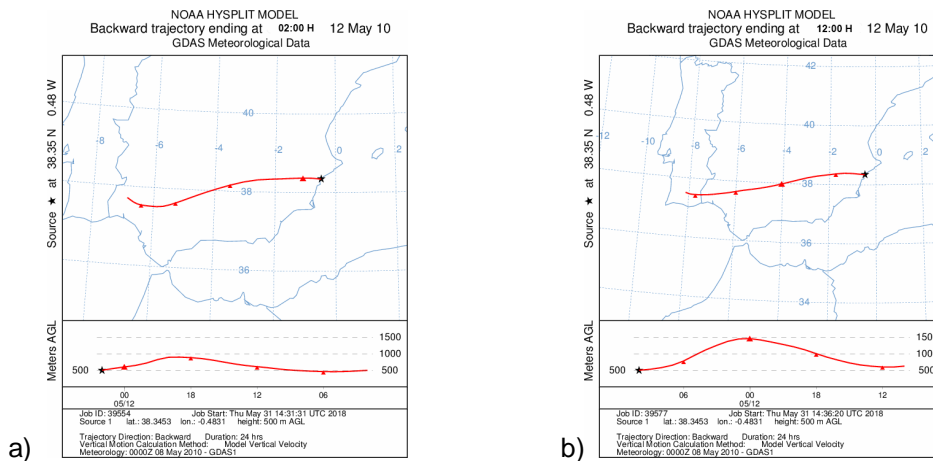 NOAA HYSPLIT MODEL
Backward trajectory ending at 02:00 H 12 May 10
GDAS Meteorological Data
Source ★ at 38.35 N 0.48 W
-8
-6
-4
-2
0
2
40
38
36
Meters AGL
1500
1000
500
500
00
18
12
06
05/12
Job ID: 39554 Job Start: Thu May 31 14:31:31 UTC 2018
Source 1 lat.: 38.3453 lon.: -0.4831 height: 500 m AGL
Trajectory Direction: Backward Duration: 24 hrs
Vertical Motion Calculation Method: Model Vertical Velocity
Meteorology: 0000Z 08 May 2010 - GDAS1
a)
NOAA HYSPLIT MODEL
Backward trajectory ending at 12:00 H 12 May 10
GDAS Meteorological Data
Source ★ at 38.35 N 0.48 W
-12
-10
-8
-6
-4
-2
0
2
42
40
38
36
34
Meters AGL
1500
1000
500
500
06
00
18
12
05/12
Job ID: 39577 Job Start: Thu May 31 14:36:20 UTC 2018
Source 1 lat.: 38.3453 lon.: -0.4831 height: 500 m AGL
Trajectory Direction: Backward Duration: 24 hrs
Vertical Motion Calculation Method: Model Vertical Velocity
Meteorology: 0000Z 08 May 2010 - GDAS1
b)